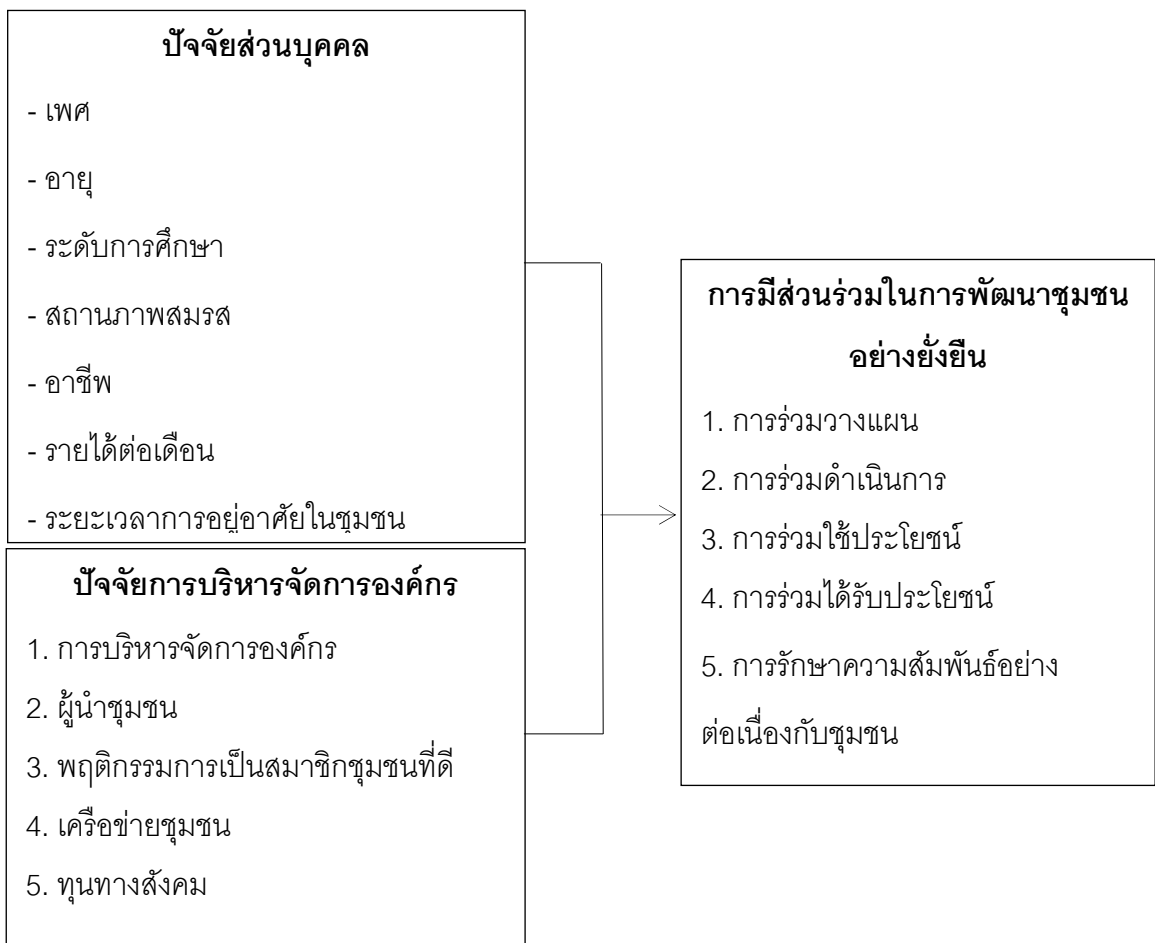 ปัจจัยส่วนบุคคล
- เพศ
- อายุ
- ระดับการศึกษา
- สถานภาพสมรส
- อาชีพ
- รายได้ต่อเดือน
- ระยะเวลาการอยู่อาศัยในชุมชน
ปัจจัยการบริหารจัดการองค์กร
1. การบริหารจัดการองค์กร
2. ผู้นำชุมชน
3. พฤติกรรมการเป็นสมาชิกชุมชนที่ดี
4. เครือข่ายชุมชน
5. ทุนทางสังคม
การมีส่วนร่วมในการพัฒนาชุมชน
อย่างยั่งยืน
1. การร่วมวางแผน
2. การร่วมดำเนินการ
3. การร่วมใช้ประโยชน์
4. การร่วมได้รับประโยชน์
5. การรักษาความสัมพันธ์อย่าง
ต่อเนื่องกับชุมชน